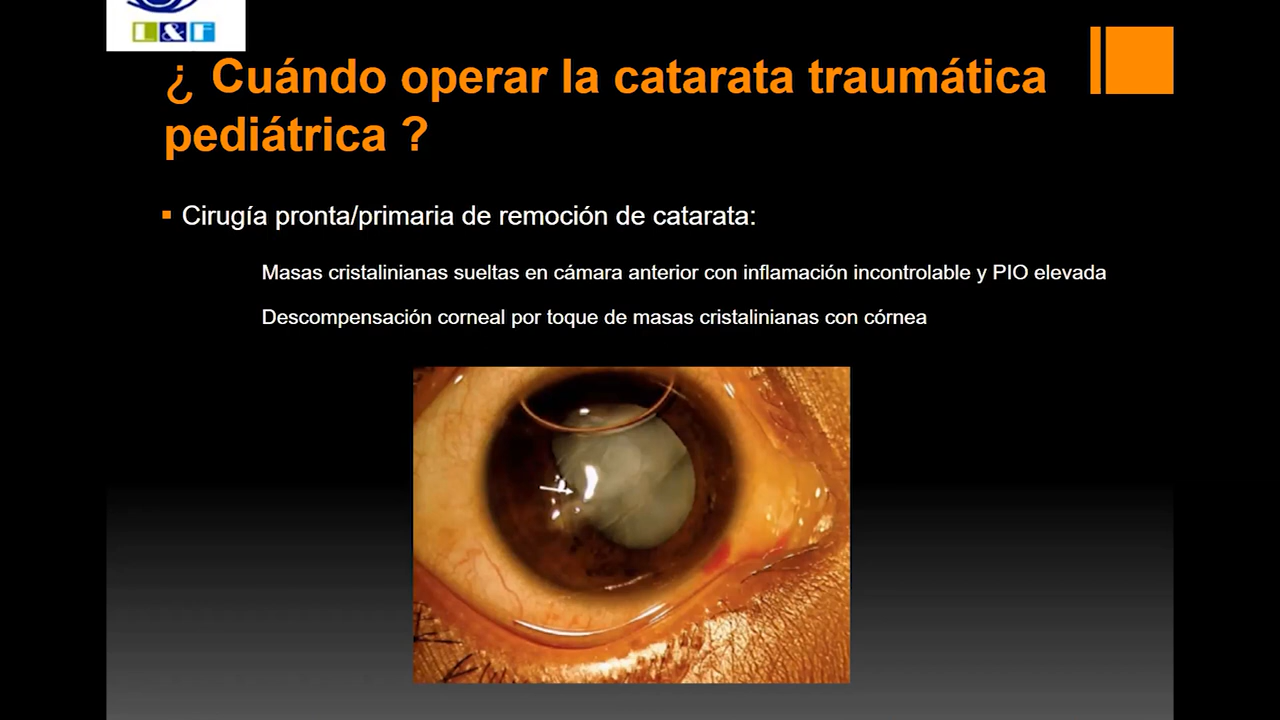 L&F
¿ Cuándo operar la catarata traumática
pediátrica ?
Cirugía pronta/primaria de remoción de catarata:
Masas cristalinianas sueltas en cámara anterior con inflamación incontrolable y PIO elevada
Descompensación corneal por toque de masas cristalinianas con córnea